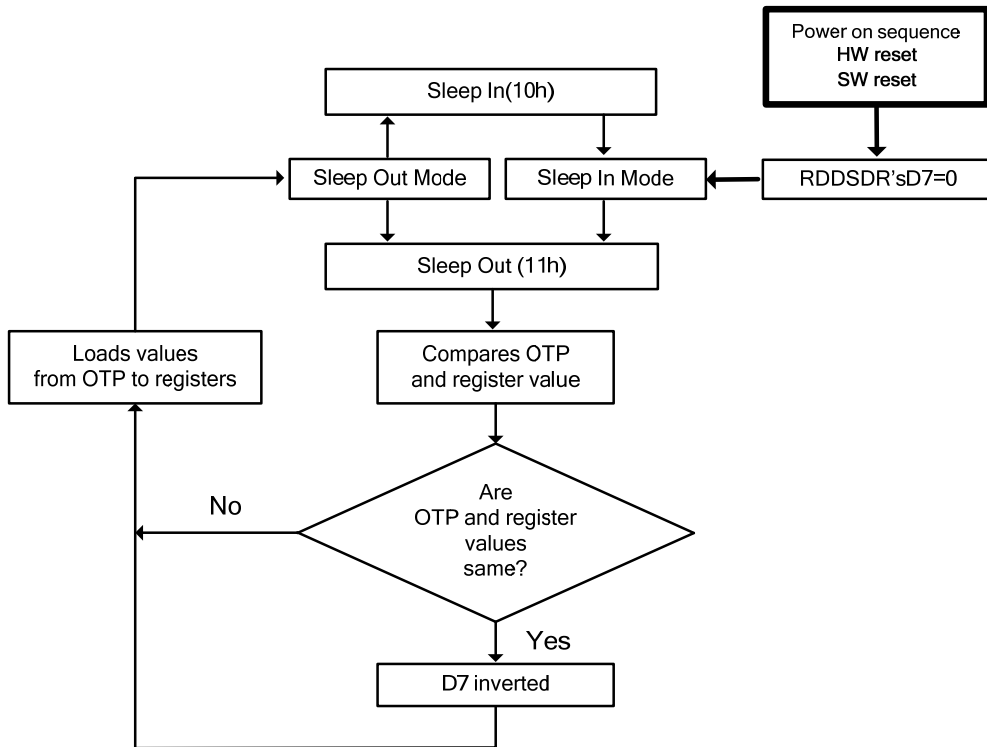 Power on sequence
HW reset
SW reset
Sleep In(10h)
Sleep Out Mode
Sleep In Mode
RDDSDR'sD7=0
Sleep Out (11h)
Loads values
from OTP to registers
Compares OTP
and register value
Are
OTP and register
values
same?
No
Yes
D7 inverted